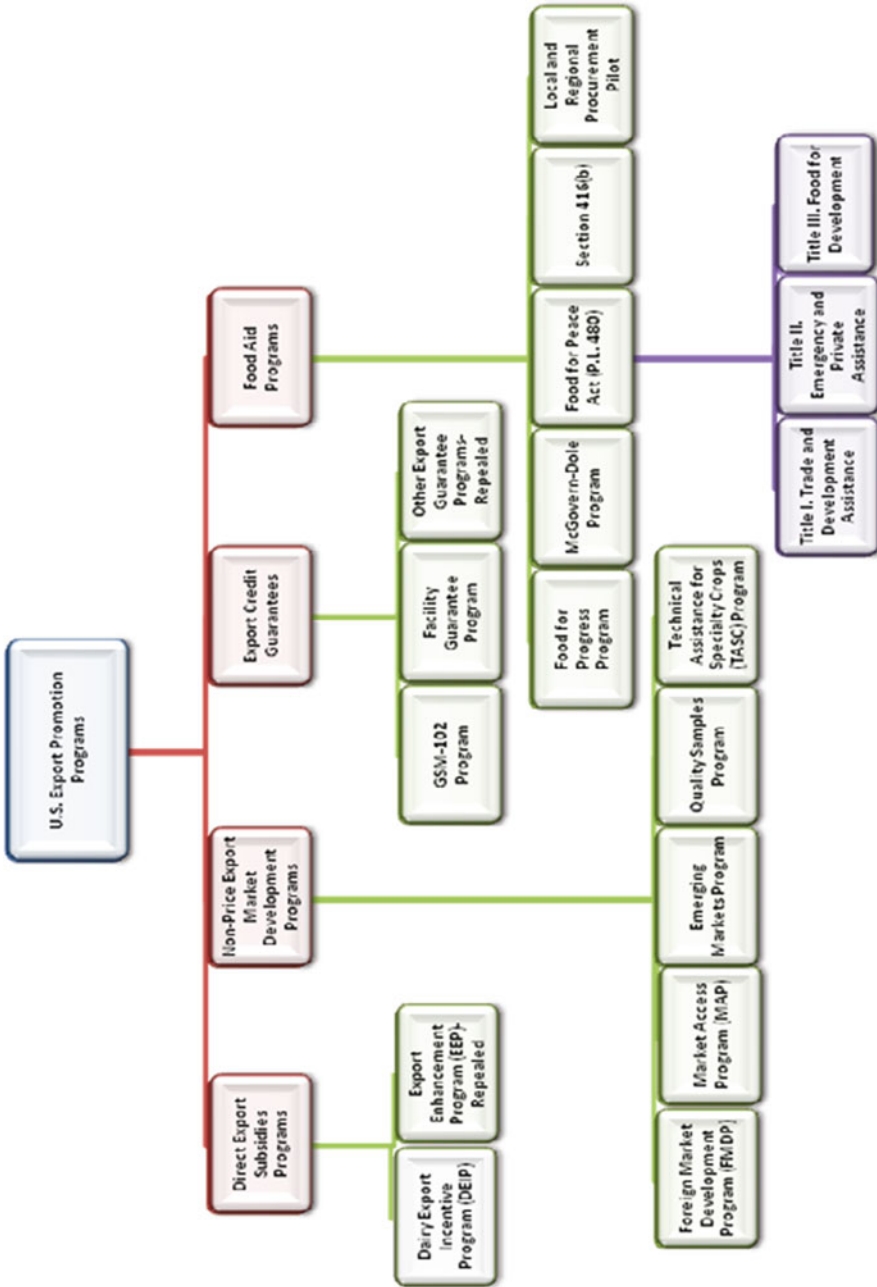 U.S. Export Promotion
Programs
Direct Export
Subsidies
Programs
Non-Price Export
Market
Development
Programs
Export Credit
Guarantees
Food Aid
Programs
Dairy Export
Incentive
Program (DEIP)
Export
Enhancement
Program (EEP)-
Repealed
GSM-102
Program
Facility
Guarantee
Program
Other Export
Guarantee
Programs-
Repealed
Food for
Progress
Program
McGovern-Dole
Program
Food for Peace
Act (P.L. 480)
Section 416(b)
Local and
Regional
Procurement
Pilot
Foreign Market
Development
Program (FMDP)
Market Access
Program (MAP)
Emerging
Markets Program
Quality Samples
Program
Technical
Assistance for
Specialty Crops
(TASC) Program
Title I. Trade and
Development
Assistance
Title II.
Emergency and
Private
Assistance
Title III. Food for
Development